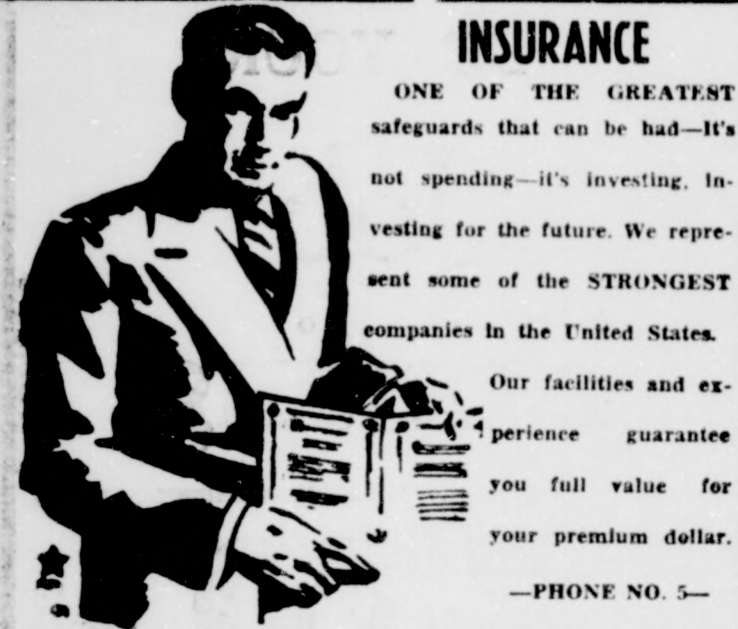 INSURANCE
ONE OF THE GREATEST
safeguards that can be had—It's
not spending—it's investing. In-
vesting for the future. We repre-
sent some of the STRONGEST
companies in the United States.
Our facilities and ex-
perience guarantee
you full value for
your premium dollar.
—PHONE NO. 5—